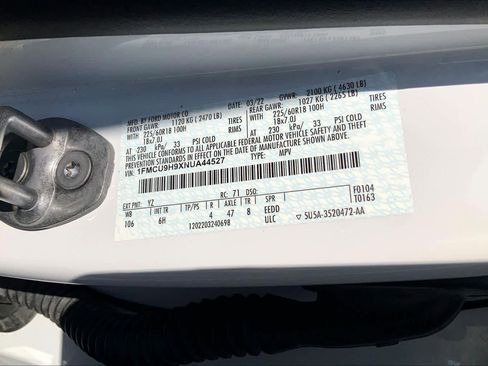 MFD. BY FORD MOTOR CO. 03/22 GVWR: 2100 KG ( 4630 LB)
FRONT GAWR: 1120 KG ( 2470 LB) REAR GAWR: 1027 KG ( 2265 LB)
WITH 225/60R18 100H TIRES WITH 225/60R18 100H TIRES
18x7.0J RIMS 18x7.0J RIMS
AT 230 kPa/ 33 PSI COLD AT 230 kPa/ 33 PSI COLD
THIS VEHICLE CONFORMS TO ALL APPLICABLE FEDERAL MOTOR VEHICLE SAFETY AND THEFT
PREVENTION STANDARDS IN EFFECT ON THE DATE OF MANUFACTURE SHOWN ABOVE.
VIN: 1FMCU9H9XNUA44527 TYPE: MPV
F0104
T0163
EXT PNT: YZ RC: 71 DSO:
WB INT TR TP/PS R AXLE TR SPR
106 6H 4 47 8 EEDD
1202203240698 5USA-3520472-AA